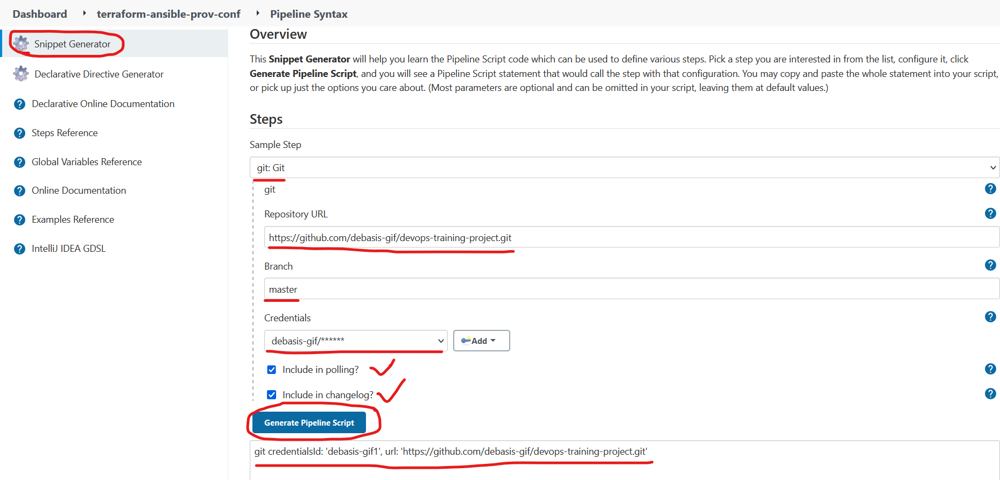 Dashboard ▸ terraform-ansible-prov-conf ▸ Pipeline Syntax
Snippet Generator
Declarative Directive Generator
Declarative Online Documentation
Steps Reference
Global Variables Reference
Online Documentation
Examples Reference
IntelliJ IDEA GDSL
Overview
This Snippet Generator will help you learn the Pipeline Script code which can be used to define various steps. Pick a step you are interested in from the list, configure it, click
Generate Pipeline Script, and you will see a Pipeline Script statement that would call the step with that configuration. You may copy and paste the whole statement into your script,
or pick up just the options you care about. (Most parameters are optional and can be omitted in your script, leaving them at default values.)
Steps
Sample Step
git: Git
git
Repository URL
https://github.com/debasis-gif/devops-training-project.git
Branch
master
Credentials
debasis-gif/******
Add
Include in polling?
Include in changelog?
Generate Pipeline Script
git credentialsId: 'debasis-gif1', url: 'https://github.com/debasis-gif/devops-training-project.git'